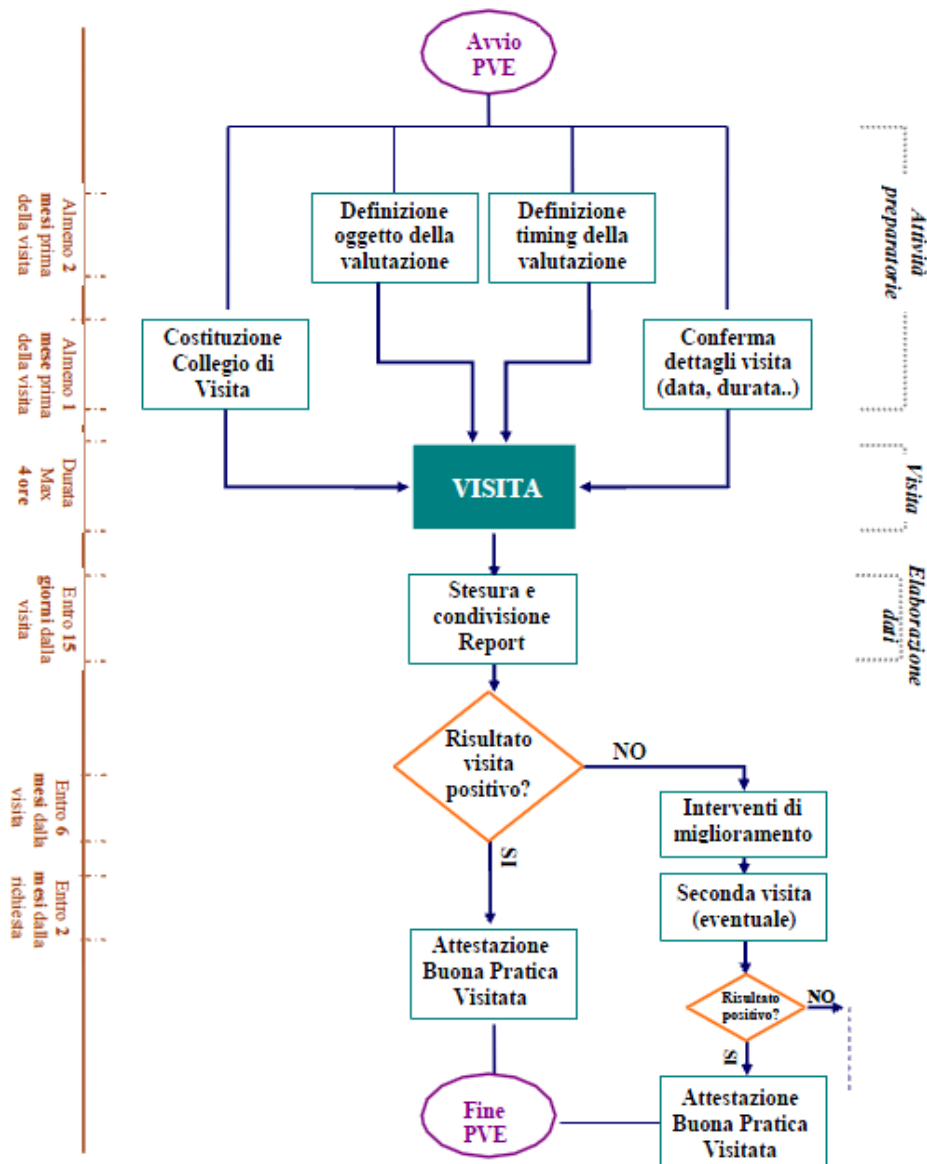 Avvio
PVE
Definizione
oggetto della
valutazione
Definizione
timing della
valutazione
Costituzione
Collegio di
Visita
Conferma
dettagli visita
(data, durata..)
VISITA
Stesura e
condivisione
Report
Risultato
visita
positivo?
NO
SI
Interventi di
miglioramento
Seconda visita
(eventuale)
Risultato
positivo?
NO
SI
Attestazione
Buona Pratica
Visitata
Attestazione
Buona Pratica
Visitata
Fine
PVE
Almeno 2
mesi prima
della visita
Almeno 1
mese prima
della visita
Durata
Max
4 ore
Entro 15
giorni dalla
visita
Entro 6
mesi dalla
visita
Entro 2
mesi dalla
richiesta
Attività
preparatorie
Visita
Elaborazione
dati